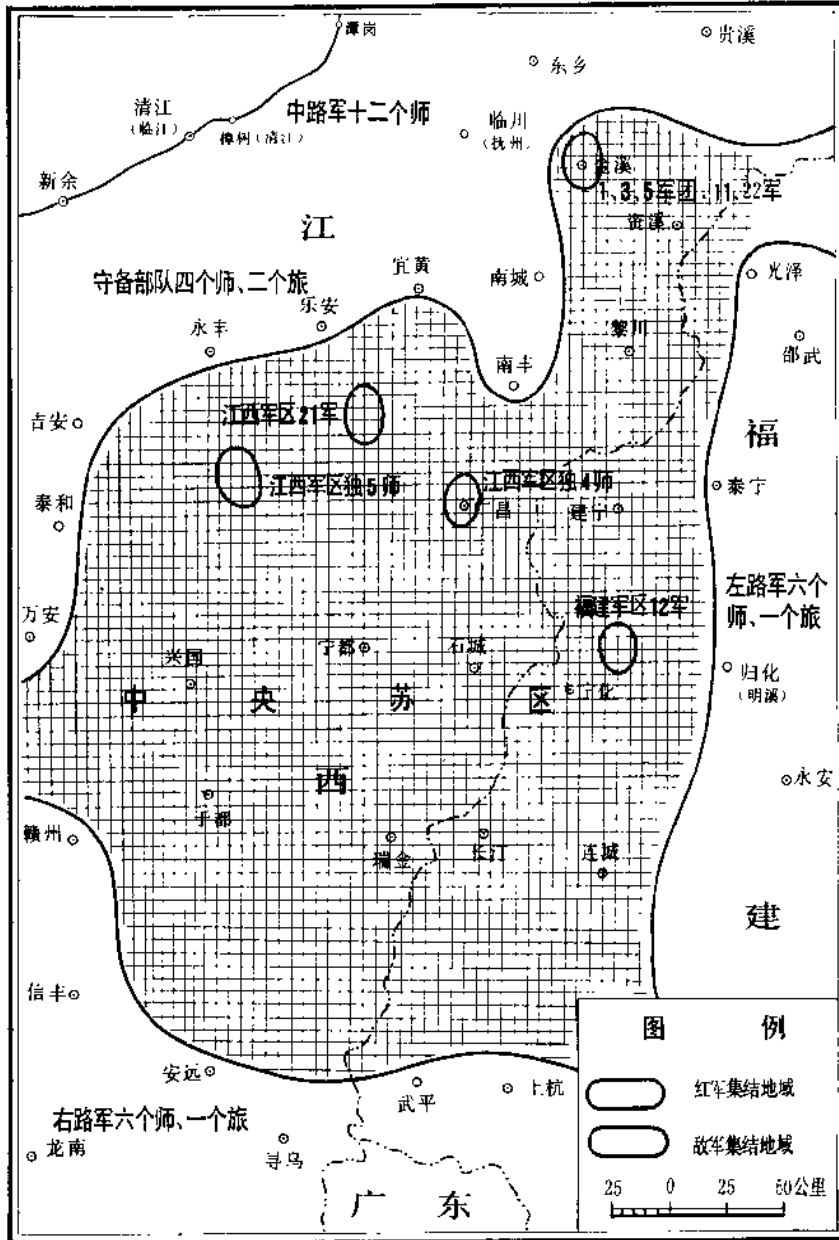 潭岗
贵溪
东乡
清江
(临江)
樟树(清江)
中路军十二个师
临川
(抚州)
新余
1、3、5军团、11、22军
资溪
江
宜黄
南城
光泽
守备部队四个师、二个旅
乐安
永丰
黎川
邵武
南丰
吉安
江西军区21军
福
江西军区独5师
江西军区独4师
昌
建宁
泰宁
泰和
左路军六个
师、一个旅
福建军区12军
万安
兴国
宁都
石城
归化
(明溪)
宁化
中央苏区
西
永安
于都
赣州
瑞金
长汀
连城
建
信丰
安远
武平
上杭
右路军六个师、一个旅
龙南
寻乌
广东
图例
红军集结地域
敌军集结地域
25 0 25 50公里